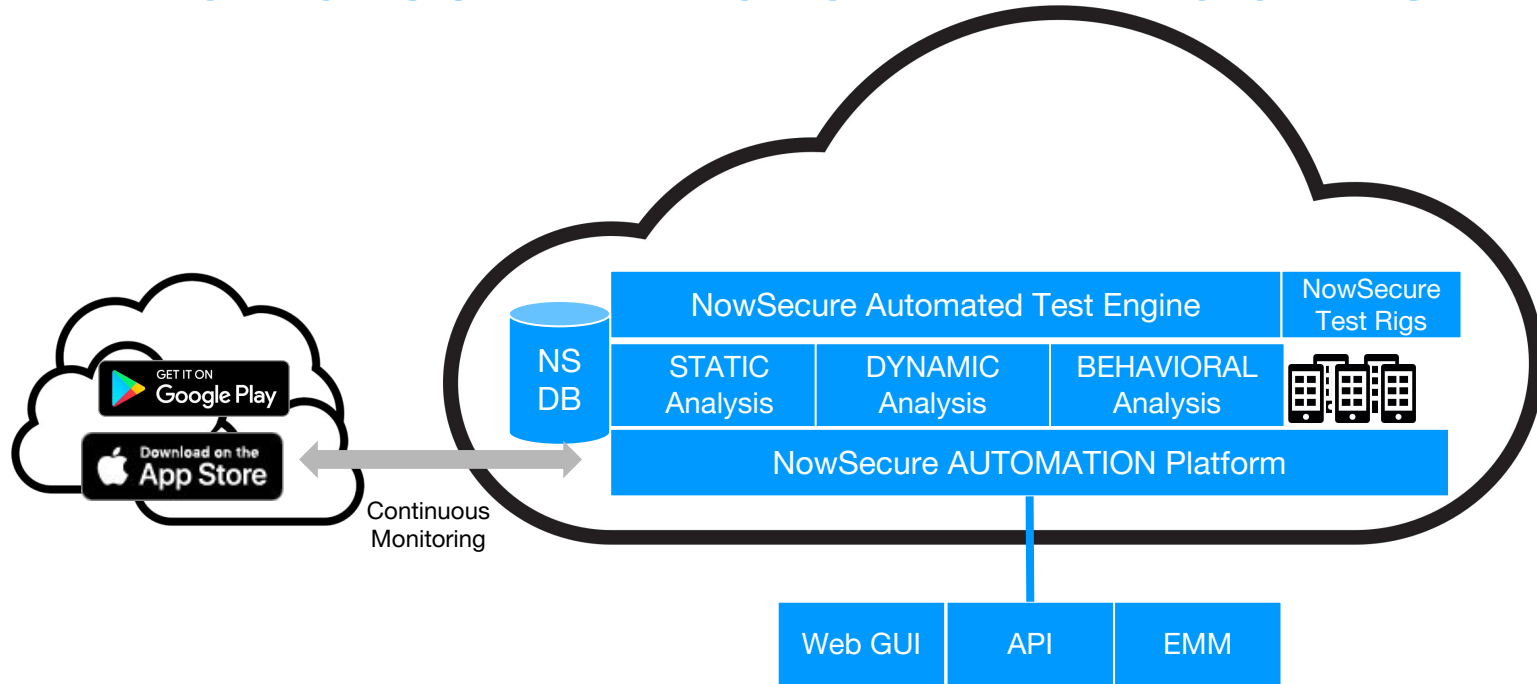 NowSecure Automated Test Engine
NowSecure
Test Rigs
NS
DB
STATIC
Analysis
DYNAMIC
Analysis
BEHAVIORAL
Analysis
GET IT ON
Google Play
Download on the
App Store
NowSecure AUTOMATION Platform
Continuous
Monitoring
Web GUI
API
EMM